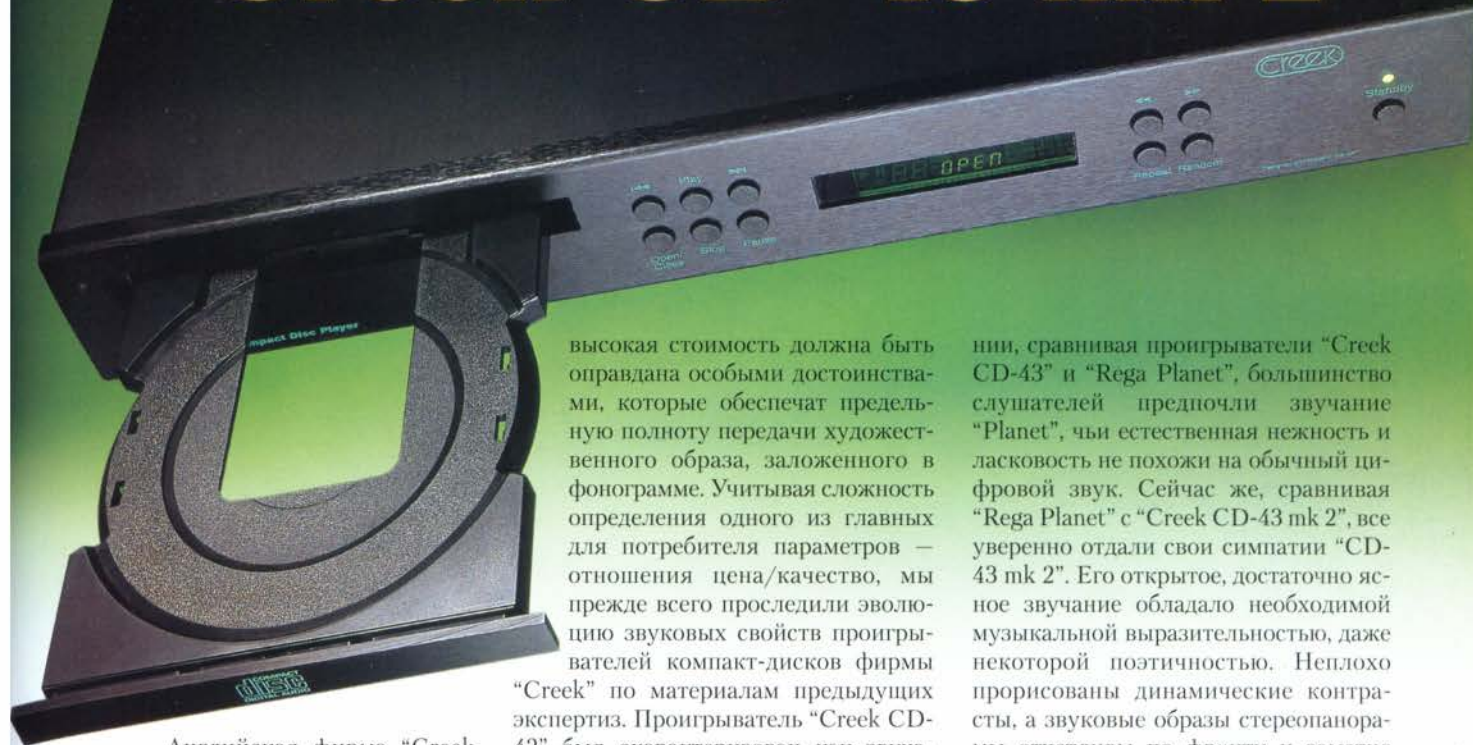 creek
Standby
Play
OPEN
Repeat Random
Open/ Skip Pause
Close
mpact Disc Player
COMPACT
disc
DIGITAL AUDIO
высокая стоимость должна быть
оправдана особыми достоинства-
ми, которые обеспечат предель-
ную полноту передачи художест-
венного образа, заложенного в
фонограмме. Учитывая сложность
определения одного из главных
для потребителя параметров —
отношения цена/качество, мы
прежде всего проследили эволю-
цию звуковых свойств проигры-
вателей компакт-дисков фирмы
“Creek” по материалам предыдущих
экспертиз. Проигрыватель “Creek CD-
нии, сравнивая проигрыватели “Creek
CD-43” и “Rega Planet”, большинство
слушателей предпочли звучание
“Planet”, чьи естественная нежность и
ласковость не похожи на обычный ци-
фровой звук. Сейчас же, сравнивая
“Rega Planet” с “Creek CD-43 mk 2”, все
уверенно отдали свои симпатии “CD-
43 mk 2”. Его открытое, достаточно яс-
ное звучание обладало необходимой
музыкальной выразительностью, даже
некоторой поэтичностью. Неплохо
прорисованы динамические контра-
сты, а звуковые образы стереопанора-